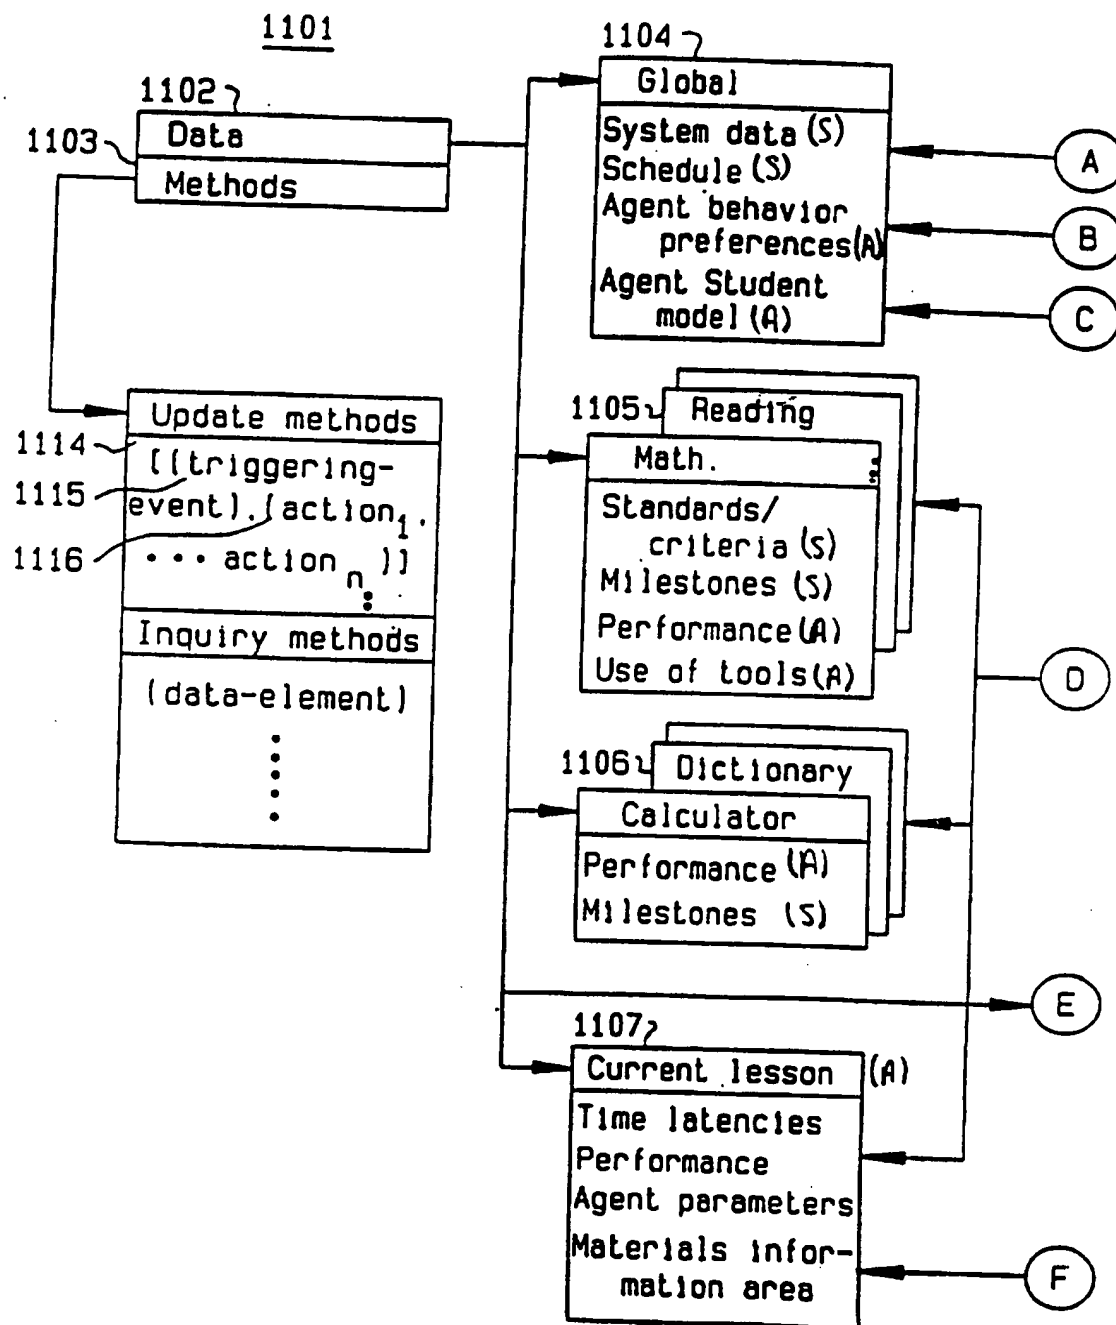 1101
1102
Data
1103
Methods
1104
Global
System data (S)
Schedule (S)
Agent behavior
preferences (A)
Agent Student
model (A)
A
B
C
Update methods
1114
[((triggering-
1115
event).(action1.
1116
••• action n )]]
Inquiry methods
(data-element)
1105
Reading
Math.
Standards/
criteria (S)
Milestones (S)
Performance (A)
Use of tools (A)
D
1106
Dictionary
Calculator
Performance (A)
Milestones (S)
E
1107
Current lesson (A)
Time latencies
Performance
Agent parameters
Materials infor-
mation area
F